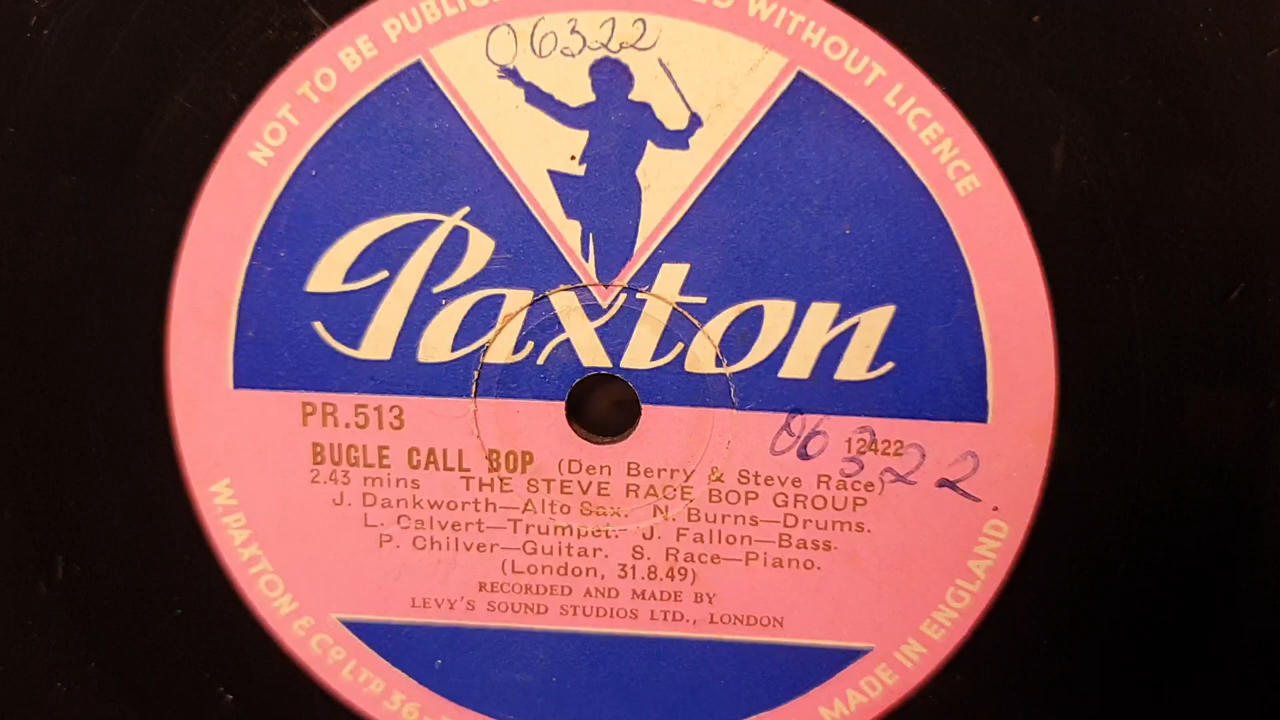 NOT TO BE PUBLIC
D WITHOUT LICENCE
06322
Paxton
PR.513
06322.
12422
BUGLE CALL BOP (Den Berry & Steve Race)
2.43 mins THE STEVE RACE BOP GROUP
J. Dankworth—Alto Sax. N. Burns—Drums.
L. Calvert—Trumpet. J. Fallon—Bass.
P. Chilver—Guitar. S. Race—Piano.
(London, 31.8.49)
RECORDED AND MADE BY
LEVY'S SOUND STUDIOS LTD., LONDON
W. PAXTON & Co LTD 36-
MADE IN ENGLAND